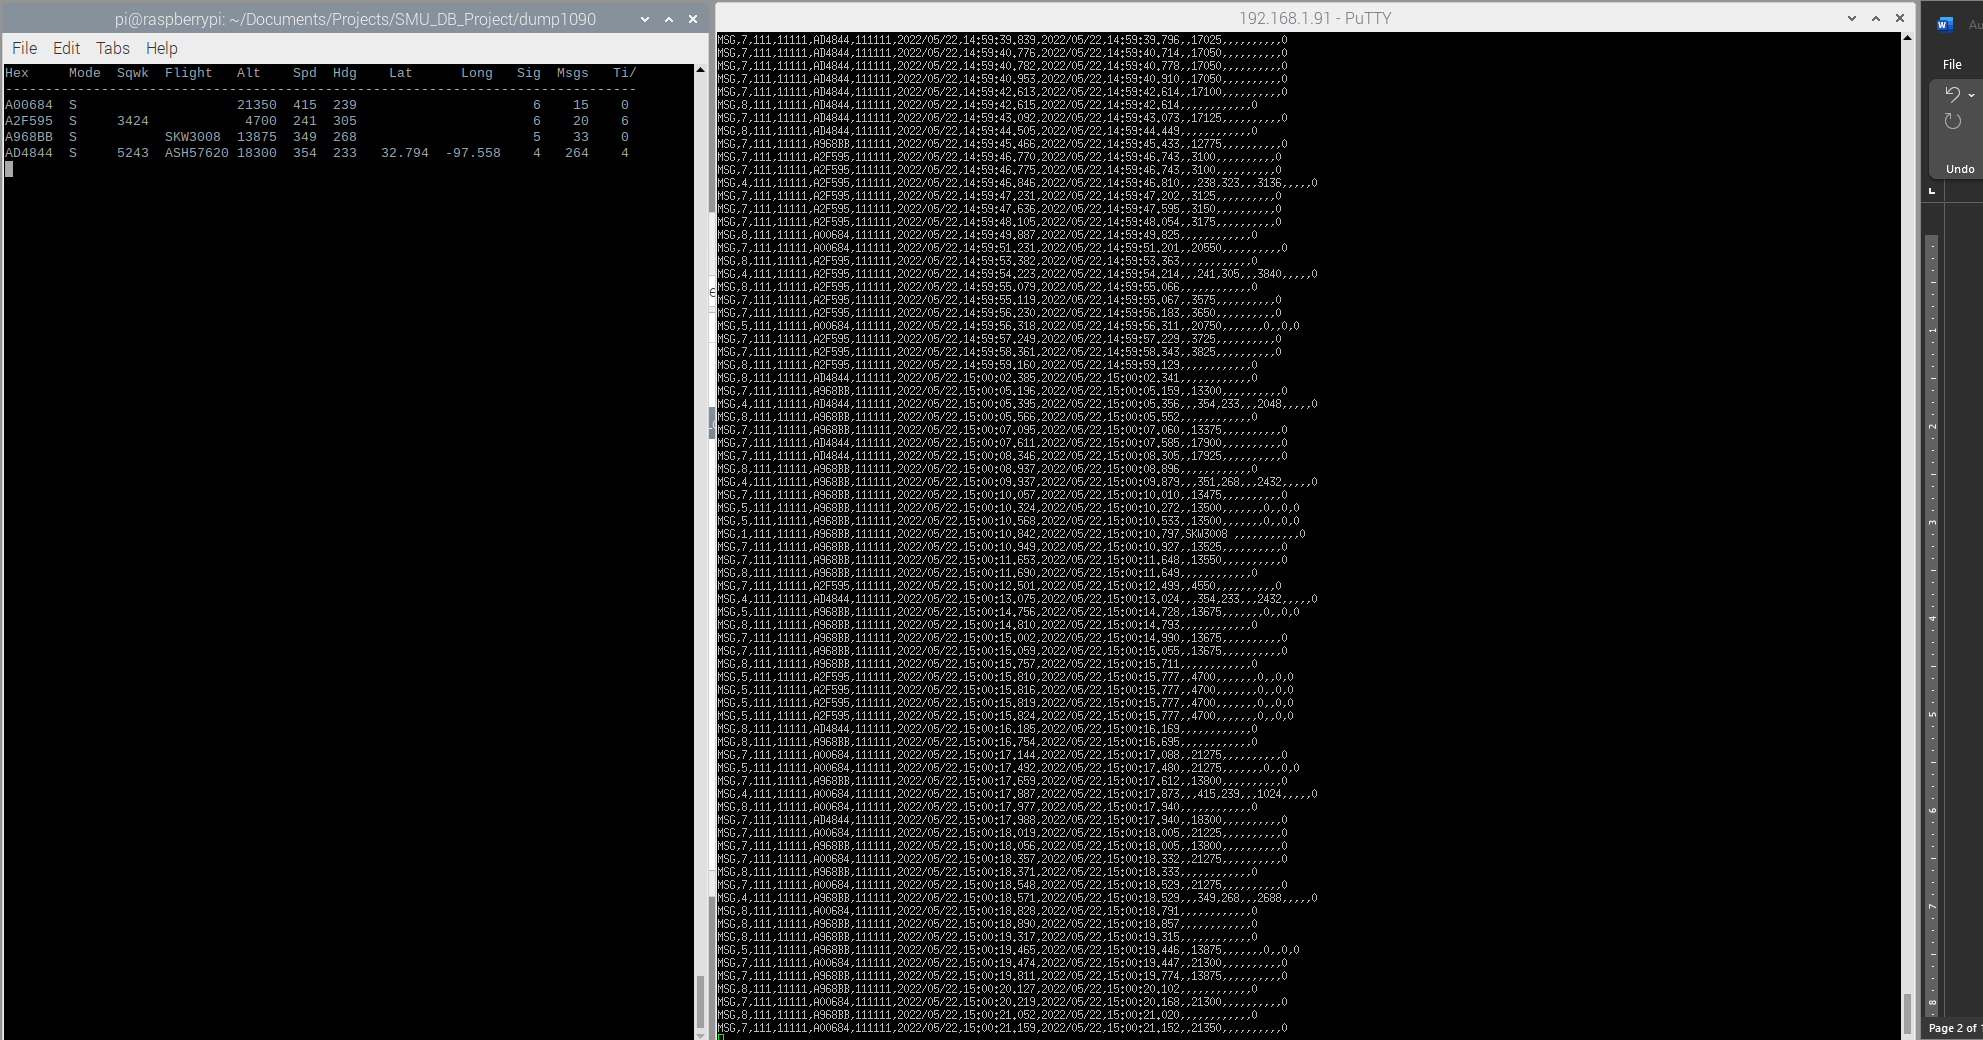 pi@raspberrypi: ~/Documents/Projects/SMU_DB_Project/dump1090
File Edit Tabs Help
Hex Mode Sqwk Flight Alt Spd Hdg Lat Long Sig Msgs Ti/
-------------------------------------------------------------------------------
A00684 S 21350 415 239 6 15 0
A2F595 S 3424 4700 241 305 6 20 6
A968BB S SKW3008 13875 349 268 5 33 0
AD4844 S 5243 ASH57620 18300 354 233 32.794 -97.558 4 264 4
192.168.1.91 - PuTTY
MSG,7,111,11111,AD4844,111111,2022/05/22,14:59:39.839,2022/05/22,14:59:39.796,,17025,,,,,,,,,,0
MSG,7,111,11111,AD4844,111111,2022/05/22,14:59:40.776,2022/05/22,14:59:40.714,,17050,,,,,,,,,,0
MSG,7,111,11111,AD4844,111111,2022/05/22,14:59:40.782,2022/05/22,14:59:40.778,,17050,,,,,,,,,,0
MSG,7,111,11111,AD4844,111111,2022/05/22,14:59:40.953,2022/05/22,14:59:40.910,,17050,,,,,,,,,,0
MSG,7,111,11111,AD4844,111111,2022/05/22,14:59:42.613,2022/05/22,14:59:42.614,,17100,,,,,,,,,,0
MSG,8,111,11111,AD4844,111111,2022/05/22,14:59:42.615,2022/05/22,14:59:42.614,,,,,,,,,,,,0
MSG,7,111,11111,AD4844,111111,2022/05/22,14:59:43.092,2022/05/22,14:59:43.073,,17125,,,,,,,,,,0
MSG,8,111,11111,AD4844,111111,2022/05/22,14:59:44.505,2022/05/22,14:59:44.449,,,,,,,,,,,,0
MSG,7,111,11111,A968BB,111111,2022/05/22,14:59:45.466,2022/05/22,14:59:45.433,,12775,,,,,,,,,,0
MSG,7,111,11111,A2F595,111111,2022/05/22,14:59:46.770,2022/05/22,14:59:46.743,,3100,,,,,,,,,,0
MSG,7,111,11111,A2F595,111111,2022/05/22,14:59:46.775,2022/05/22,14:59:46.743,,3100,,,,,,,,,,0
MSG,4,111,11111,A2F595,111111,2022/05/22,14:59:46.846,2022/05/22,14:59:46.810,,,238,323,,,3136,,,,,0
MSG,7,111,11111,A2F595,111111,2022/05/22,14:59:47.231,2022/05/22,14:59:47.202,,3125,,,,,,,,,,0
MSG,7,111,11111,A2F595,111111,2022/05/22,14:59:47.636,2022/05/22,14:59:47.595,,3150,,,,,,,,,,0
MSG,7,111,11111,A2F595,111111,2022/05/22,14:59:48.105,2022/05/22,14:59:48.054,,3175,,,,,,,,,,0
MSG,8,111,11111,A00684,111111,2022/05/22,14:59:49.887,2022/05/22,14:59:49.825,,,,,,,,,,,,0
MSG,7,111,11111,A00684,111111,2022/05/22,14:59:51.231,2022/05/22,14:59:51.201,,20550,,,,,,,,,,0
MSG,8,111,11111,A2F595,111111,2022/05/22,14:59:53.382,2022/05/22,14:59:53.363,,,,,,,,,,,,0
MSG,4,111,11111,A2F595,111111,2022/05/22,14:59:54.223,2022/05/22,14:59:54.214,,,241,305,,,3840,,,,,0
MSG,8,111,11111,A2F595,111111,2022/05/22,14:59:55.079,2022/05/22,14:59:55.066,,,,,,,,,,,,0
MSG,7,111,11111,A2F595,111111,2022/05/22,14:59:55.119,2022/05/22,14:59:55.067,,3575,,,,,,,,,,0
MSG,7,111,11111,A2F595,111111,2022/05/22,14:59:56.230,2022/05/22,14:59:56.183,,3650,,,,,,,,,,0
MSG,5,111,11111,A00684,111111,2022/05/22,14:59:56.318,2022/05/22,14:59:56.311,,20750,,,,,,,0,,0,0
MSG,7,111,11111,A2F595,111111,2022/05/22,14:59:57.249,2022/05/22,14:59:57.229,,3725,,,,,,,,,,0
MSG,7,111,11111,A2F595,111111,2022/05/22,14:59:58.361,2022/05/22,14:59:58.343,,3825,,,,,,,,,,0
MSG,8,111,11111,A2F595,111111,2022/05/22,14:59:59.160,2022/05/22,14:59:59.129,,,,,,,,,,,,0
MSG,8,111,11111,AD4844,111111,2022/05/22,15:00:02.385,2022/05/22,15:00:02.341,,,,,,,,,,,,0
MSG,7,111,11111,A968BB,111111,2022/05/22,15:00:05.196,2022/05/22,15:00:05.159,,13300,,,,,,,,,,0
MSG,4,111,11111,AD4844,111111,2022/05/22,15:00:05.395,2022/05/22,15:00:05.356,,,354,233,,,2048,,,,,0
MSG,8,111,11111,A968BB,111111,2022/05/22,15:00:05.566,2022/05/22,15:00:05.552,,,,,,,,,,,,0
MSG,7,111,11111,A968BB,111111,2022/05/22,15:00:07.095,2022/05/22,15:00:07.060,,13375,,,,,,,,,,0
MSG,7,111,11111,AD4844,111111,2022/05/22,15:00:07.611,2022/05/22,15:00:07.585,,17900,,,,,,,,,,0
MSG,7,111,11111,AD4844,111111,2022/05/22,15:00:08.346,2022/05/22,15:00:08.305,,17925,,,,,,,,,,0
MSG,8,111,11111,A968BB,111111,2022/05/22,15:00:08.937,2022/05/22,15:00:08.896,,,,,,,,,,,,0
MSG,4,111,11111,A968BB,111111,2022/05/22,15:00:09.937,2022/05/22,15:00:09.879,,,351,268,,,2432,,,,,0
MSG,7,111,11111,A968BB,111111,2022/05/22,15:00:10.057,2022/05/22,15:00:10.010,,13475,,,,,,,,,,0
MSG,5,111,11111,A968BB,111111,2022/05/22,15:00:10.324,2022/05/22,15:00:10.272,,13500,,,,,,,0,,0,0
MSG,5,111,11111,A968BB,111111,2022/05/22,15:00:10.568,2022/05/22,15:00:10.533,,13500,,,,,,,0,,0,0
MSG,1,111,11111,A968BB,111111,2022/05/22,15:00:10.842,2022/05/22,15:00:10.797,SKW3008 ,,,,,,,,,,,0
MSG,7,111,11111,A968BB,111111,2022/05/22,15:00:10.949,2022/05/22,15:00:10.927,,13525,,,,,,,,,,0
MSG,7,111,11111,A968BB,111111,2022/05/22,15:00:11.653,2022/05/22,15:00:11.648,,13550,,,,,,,,,,0
MSG,8,111,11111,A968BB,111111,2022/05/22,15:00:11.690,2022/05/22,15:00:11.649,,,,,,,,,,,,0
MSG,7,111,11111,A2F595,111111,2022/05/22,15:00:12.501,2022/05/22,15:00:12.499,,4550,,,,,,,,,,0
MSG,4,111,11111,AD4844,111111,2022/05/22,15:00:13.075,2022/05/22,15:00:13.024,,,354,233,,,2432,,,,,0
MSG,5,111,11111,A968BB,111111,2022/05/22,15:00:14.756,2022/05/22,15:00:14.728,,13675,,,,,,,0,,0,0
MSG,8,111,11111,A968BB,111111,2022/05/22,15:00:14.810,2022/05/22,15:00:14.793,,,,,,,,,,,,0
MSG,7,111,11111,A968BB,111111,2022/05/22,15:00:15.002,2022/05/22,15:00:14.990,,13675,,,,,,,,,,0
MSG,7,111,11111,A968BB,111111,2022/05/22,15:00:15.059,2022/05/22,15:00:15.055,,13675,,,,,,,,,,0
MSG,8,111,11111,A968BB,111111,2022/05/22,15:00:15.757,2022/05/22,15:00:15.711,,,,,,,,,,,,0
MSG,5,111,11111,A2F595,111111,2022/05/22,15:00:15.810,2022/05/22,15:00:15.777,,4700,,,,,,,0,,0,0
MSG,5,111,11111,A2F595,111111,2022/05/22,15:00:15.816,2022/05/22,15:00:15.777,,4700,,,,,,,0,,0,0
MSG,5,111,11111,A2F595,111111,2022/05/22,15:00:15.819,2022/05/22,15:00:15.777,,4700,,,,,,,0,,0,0
MSG,5,111,11111,A2F595,111111,2022/05/22,15:00:15.824,2022/05/22,15:00:15.777,,4700,,,,,,,0,,0,0
MSG,8,111,11111,AD4844,111111,2022/05/22,15:00:16.185,2022/05/22,15:00:16.169,,,,,,,,,,,,0
MSG,8,111,11111,A968BB,111111,2022/05/22,15:00:16.754,2022/05/22,15:00:16.695,,,,,,,,,,,,0
MSG,7,111,11111,A00684,111111,2022/05/22,15:00:17.144,2022/05/22,15:00:17.088,,21275,,,,,,,,,,0
MSG,5,111,11111,A00684,111111,2022/05/22,15:00:17.492,2022/05/22,15:00:17.480,,21275,,,,,,,0,,0,0
MSG,7,111,11111,A968BB,111111,2022/05/22,15:00:17.659,2022/05/22,15:00:17.612,,13800,,,,,,,,,,0
MSG,4,111,11111,A00684,111111,2022/05/22,15:00:17.887,2022/05/22,15:00:17.873,,,415,239,,,1024,,,,,0
MSG,8,111,11111,A00684,111111,2022/05/22,15:00:17.977,2022/05/22,15:00:17.940,,,,,,,,,,,,0
MSG,7,111,11111,AD4844,111111,2022/05/22,15:00:17.988,2022/05/22,15:00:17.940,,18300,,,,,,,,,,0
MSG,7,111,11111,A00684,111111,2022/05/22,15:00:18.019,2022/05/22,15:00:18.005,,21225,,,,,,,,,,0
MSG,7,111,11111,A968BB,111111,2022/05/22,15:00:18.056,2022/05/22,15:00:18.005,,13800,,,,,,,,,,0
MSG,7,111,11111,A00684,111111,2022/05/22,15:00:18.357,2022/05/22,15:00:18.332,,21275,,,,,,,,,,0
MSG,8,111,11111,A968BB,111111,2022/05/22,15:00:18.371,2022/05/22,15:00:18.333,,,,,,,,,,,,0
MSG,7,111,11111,A00684,111111,2022/05/22,15:00:18.548,2022/05/22,15:00:18.529,,21275,,,,,,,,,,0
MSG,4,111,11111,A968BB,111111,2022/05/22,15:00:18.571,2022/05/22,15:00:18.529,,,349,268,,,2688,,,,,0
MSG,8,111,11111,A00684,111111,2022/05/22,15:00:18.828,2022/05/22,15:00:18.791,,,,,,,,,,,,0
MSG,8,111,11111,A968BB,111111,2022/05/22,15:00:18.890,2022/05/22,15:00:18.857,,,,,,,,,,,,0
MSG,8,111,11111,A968BB,111111,2022/05/22,15:00:19.317,2022/05/22,15:00:19.315,,,,,,,,,,,,0
MSG,5,111,11111,A968BB,111111,2022/05/22,15:00:19.465,2022/05/22,15:00:19.446,,13875,,,,,,,0,,0,0
MSG,7,111,11111,A00684,111111,2022/05/22,15:00:19.474,2022/05/22,15:00:19.447,,21300,,,,,,,,,,0
MSG,7,111,11111,A968BB,111111,2022/05/22,15:00:19.811,2022/05/22,15:00:19.774,,13875,,,,,,,,,,0
MSG,8,111,11111,A968BB,111111,2022/05/22,15:00:20.127,2022/05/22,15:00:20.102,,,,,,,,,,,,0
MSG,7,111,11111,A00684,111111,2022/05/22,15:00:20.219,2022/05/22,15:00:20.168,,21300,,,,,,,,,,0
MSG,8,111,11111,A968BB,111111,2022/05/22,15:00:21.052,2022/05/22,15:00:21.020,,,,,,,,,,,,0
MSG,7,111,11111,A00684,111111,2022/05/22,15:00:21.159,2022/05/22,15:00:21.152,,21350,,,,,,,,,,0
File
Undo
1
2
3
4
5
6
7
8
Page 2 of